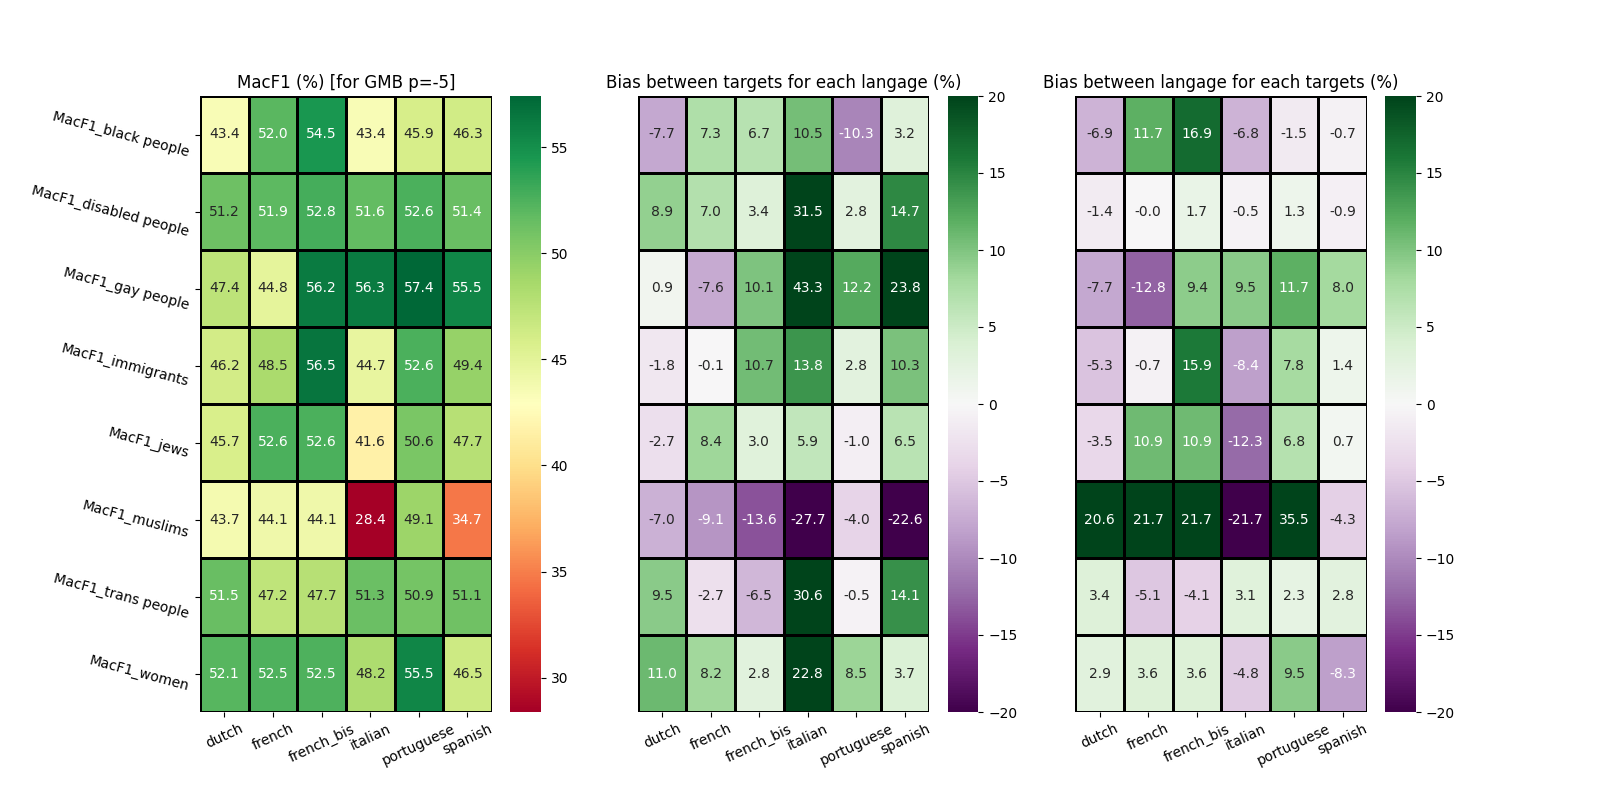 MacF1 (%) [for GMB p=-5]
MacF1_black people 43.4 52.0 54.5 43.4 45.9 46.3
MacF1_disabled people 51.2 51.9 52.8 51.6 52.6 51.4
MacF1_gay people 47.4 44.8 56.2 56.3 57.4 55.5
MacF1_immigrants 46.2 48.5 56.5 44.7 52.6 49.4
MacF1_jews 45.7 52.6 52.6 41.6 50.6 47.7
MacF1_muslims 43.7 44.1 44.1 28.4 49.1 34.7
MacF1_trans people 51.5 47.2 47.7 51.3 50.9 51.1
MacF1_women 52.1 52.5 52.5 48.2 55.5 46.5
dutch french french_bis italian portuguese spanish
55
50
45
40
35
30
Bias between targets for each langage (%)
-7.7 7.3 6.7 10.5 -10.3 3.2
8.9 7.0 3.4 31.5 2.8 14.7
0.9 -7.6 10.1 43.3 12.2 23.8
-1.8 -0.1 10.7 13.8 2.8 10.3
-2.7 8.4 3.0 5.9 -1.0 6.5
-7.0 -9.1 -13.6 -27.7 -4.0 -22.6
9.5 -2.7 -6.5 30.6 -0.5 14.1
11.0 8.2 2.8 22.8 8.5 3.7
dutch french french_bis italian portuguese spanish
20
15
10
5
0
−5
−10
−15
−20
Bias between langage for each targets (%)
-6.9 11.7 16.9 -6.8 -1.5 -0.7
-1.4 -0.0 1.7 -0.5 1.3 -0.9
-7.7 -12.8 9.4 9.5 11.7 8.0
-5.3 -0.7 15.9 -8.4 7.8 1.4
-3.5 10.9 10.9 -12.3 6.8 0.7
20.6 21.7 21.7 -21.7 35.5 -4.3
3.4 -5.1 -4.1 3.1 2.3 2.8
2.9 3.6 3.6 -4.8 9.5 -8.3
dutch french french_bis italian portuguese spanish
20
15
10
5
0
−5
−10
−15
−20